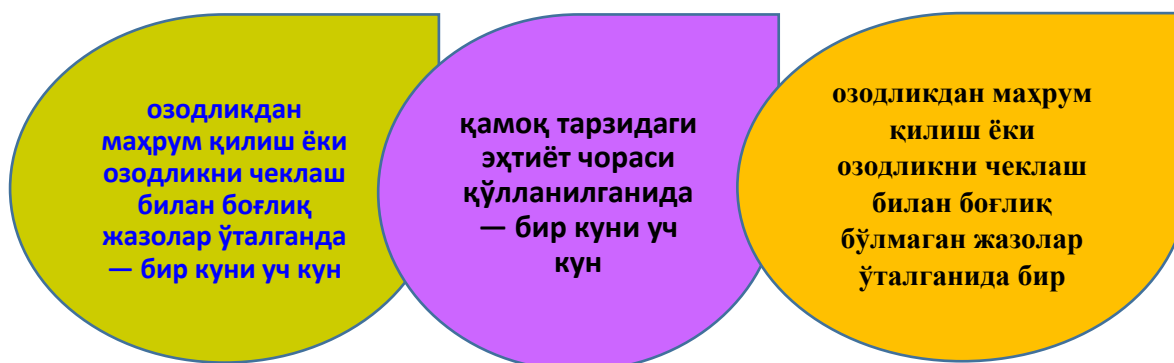 озодликдан
маҳрум қилиш ёки
озодликни чеклаш
билан боғлиқ
жазолар ўталганда
— бир куни уч кун
қамоқ тарзидаги
эҳтиёт чораси
қўлланилганида
— бир куни уч
кун
озодликдан маҳрум
қилиш ёки
озодликни чеклаш
билан боғлиқ
бўлмаган жазолар
ўталганида бир